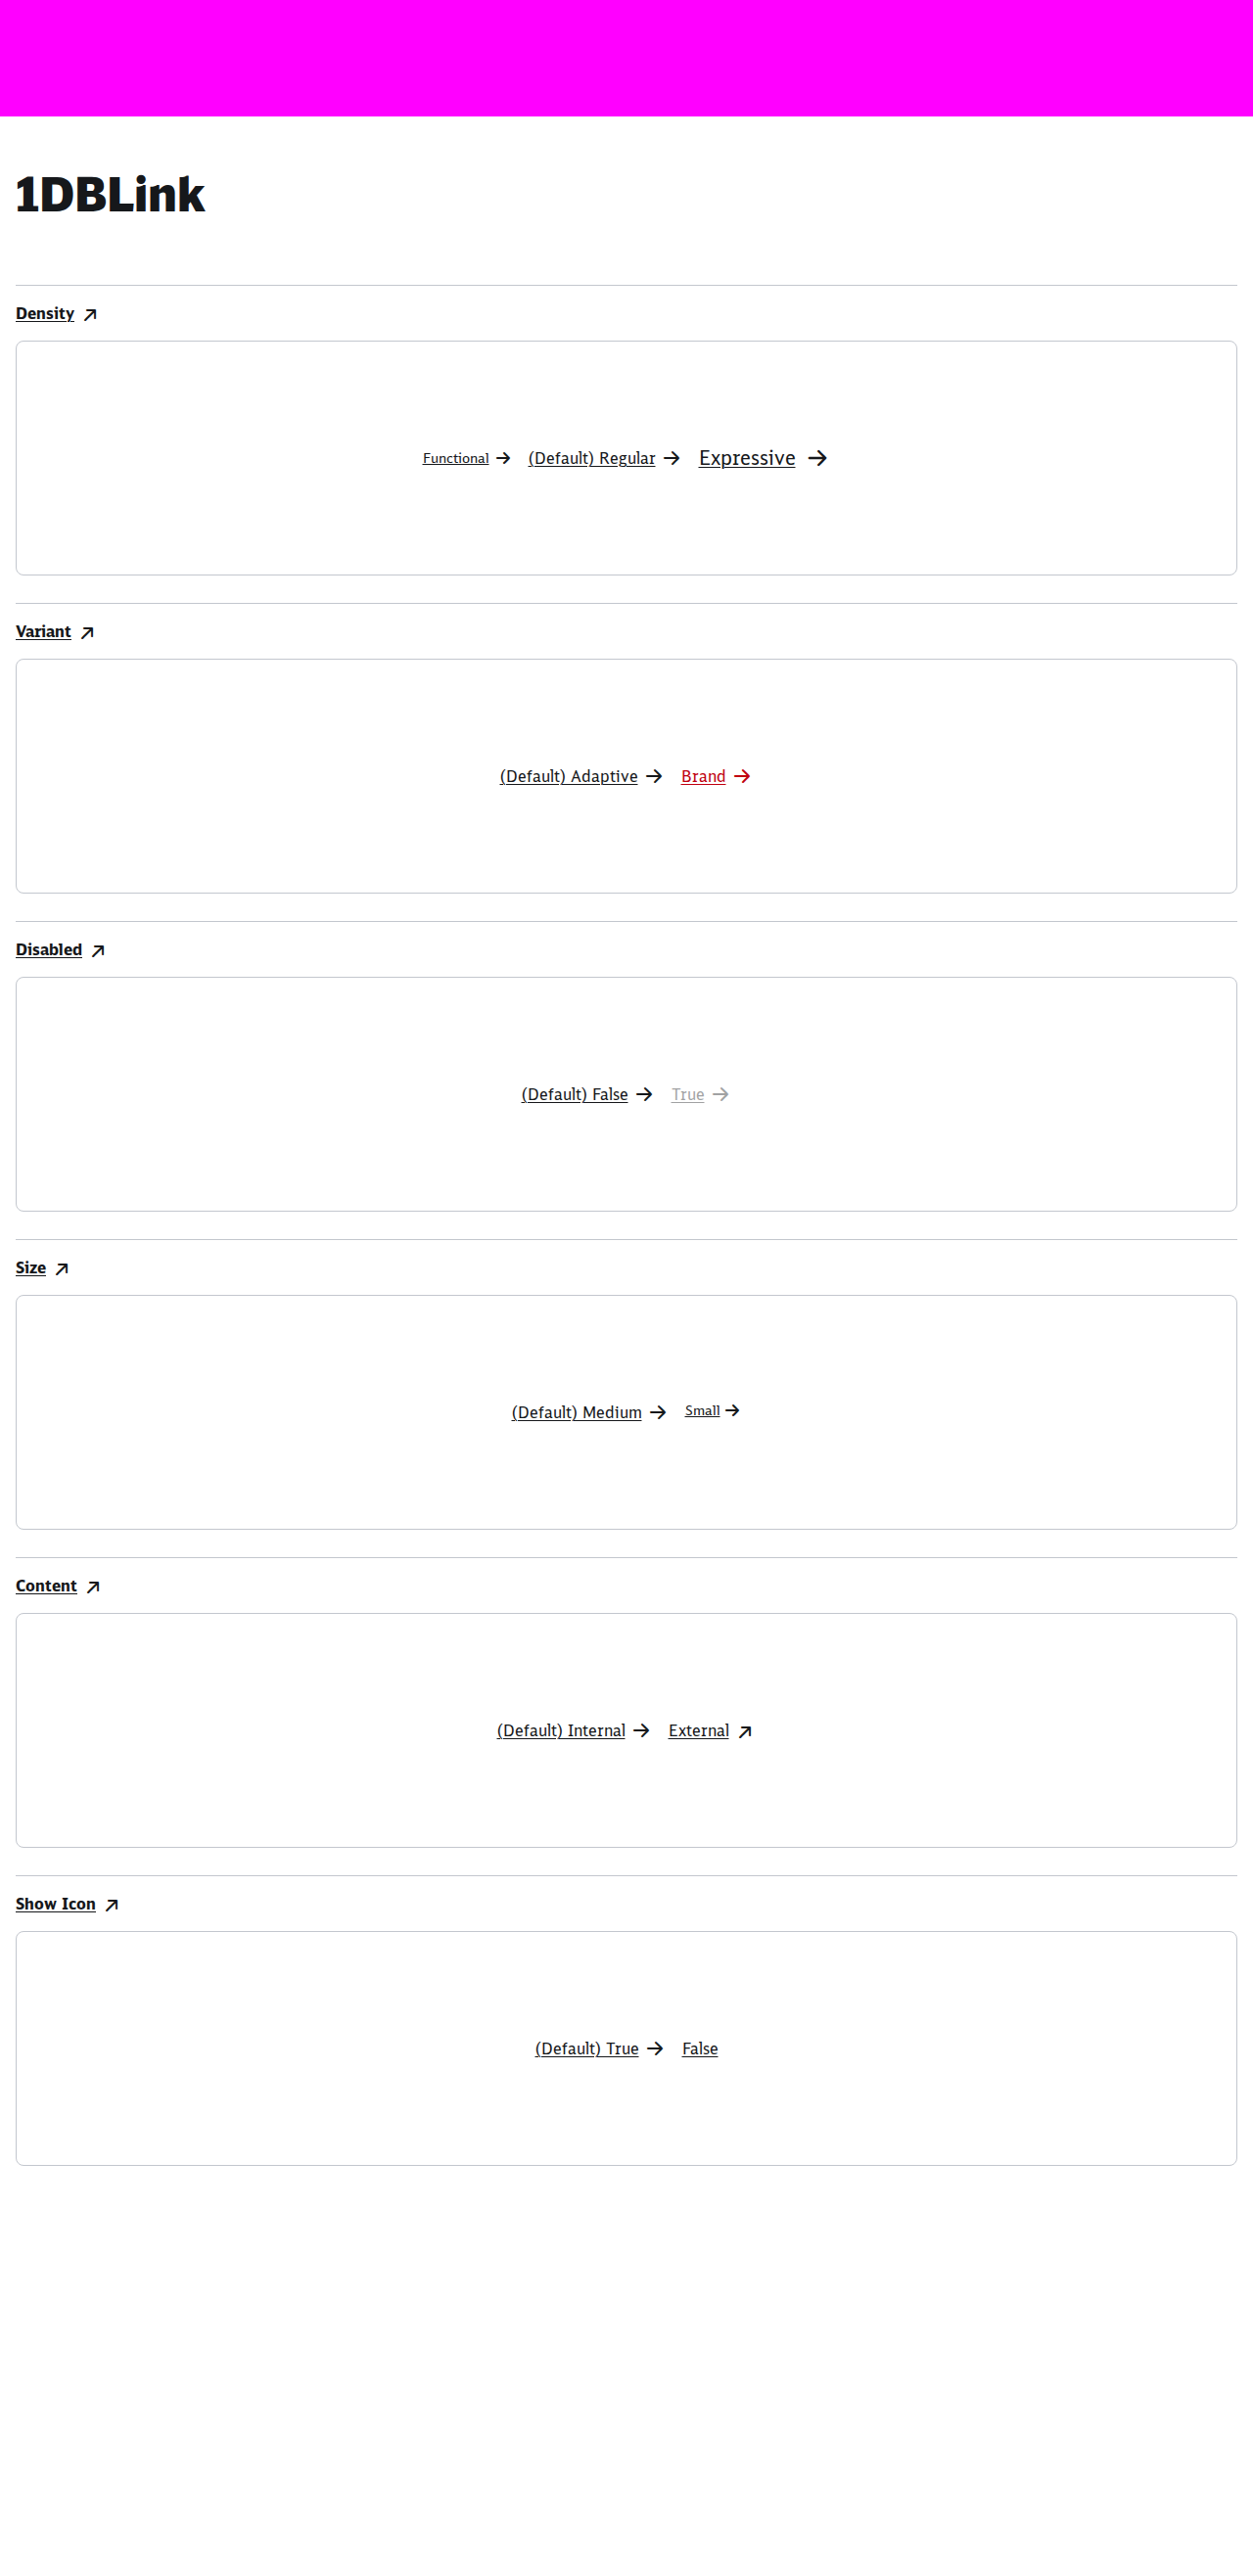 1DBLink
Density
Functional (Default) Regular Expressive
Variant
(Default) Adaptive Brand
Disabled
(Default) False True
Size
(Default) Medium Small
Content
(Default) Internal External
Show Icon
(Default) True False